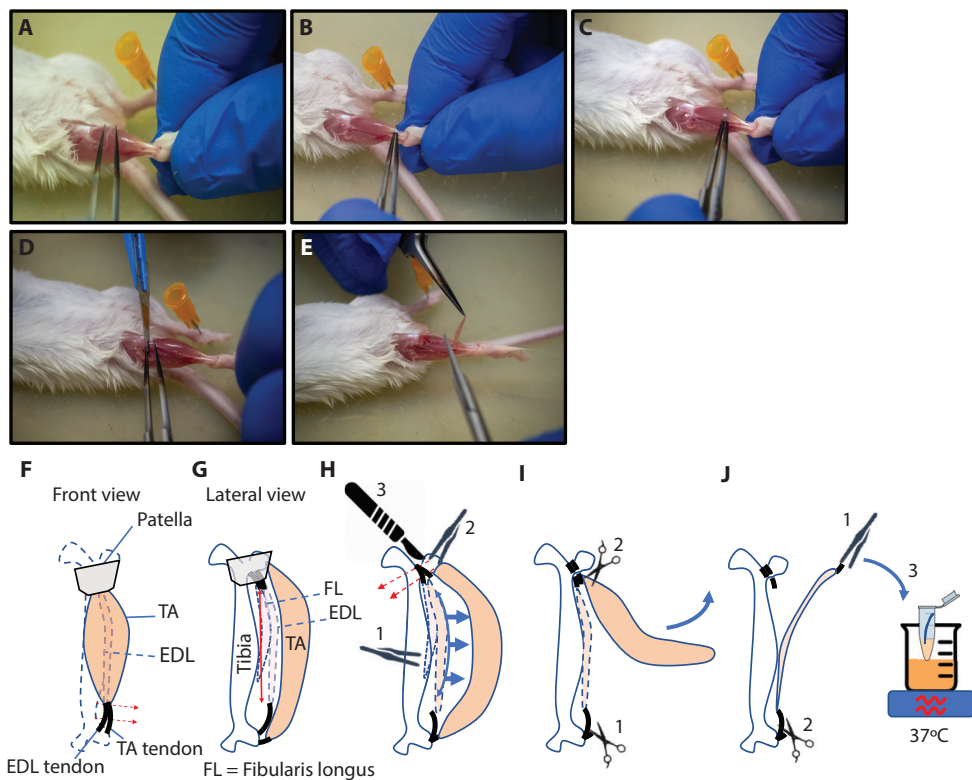 A
B
C
D
E
F
G
H
I
J
Front view
Patella
TA
EDL
EDL tendon
TA tendon
Lateral view
FL
EDL
TA
Tibia
FL = Fibularis longus
3
2
1
2
1
1
2
3
37ºC